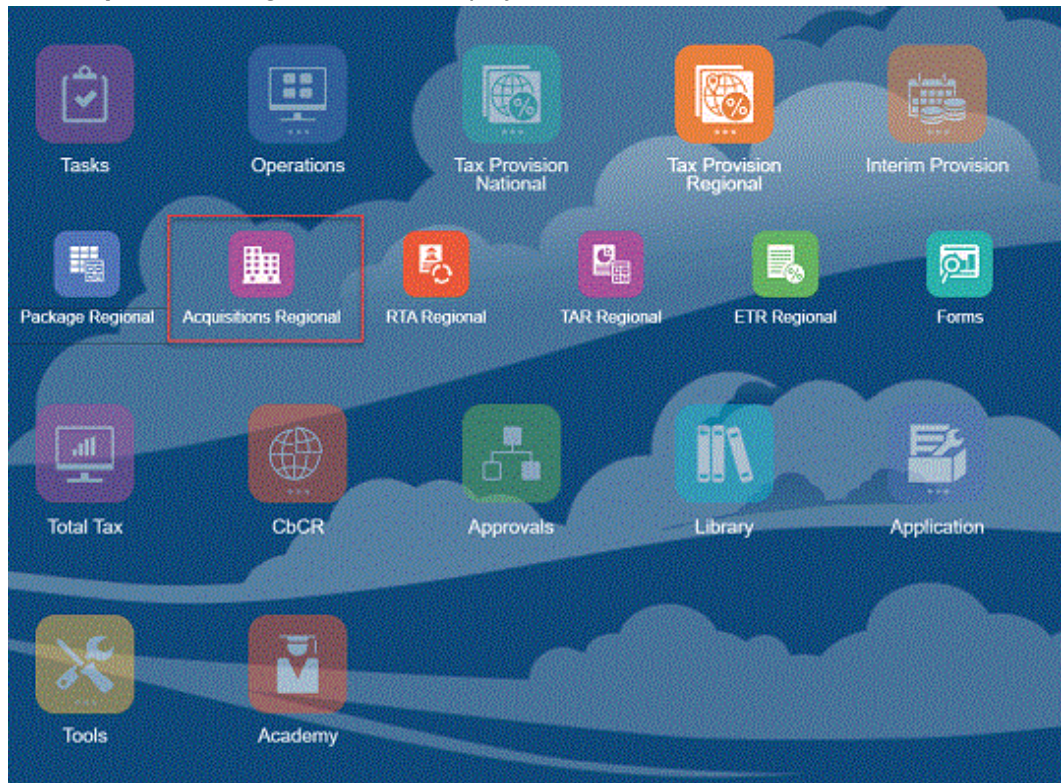 Tasks
Operations
Tax Provision
National
Tax Provision
Regional
Interim Provision
Package Regional
Acquisitions Regional
RTA Regional
TAR Regional
ETR Regional
Forms
Total Tax
CbCR
Approvals
Library
Application
Tools
Academy